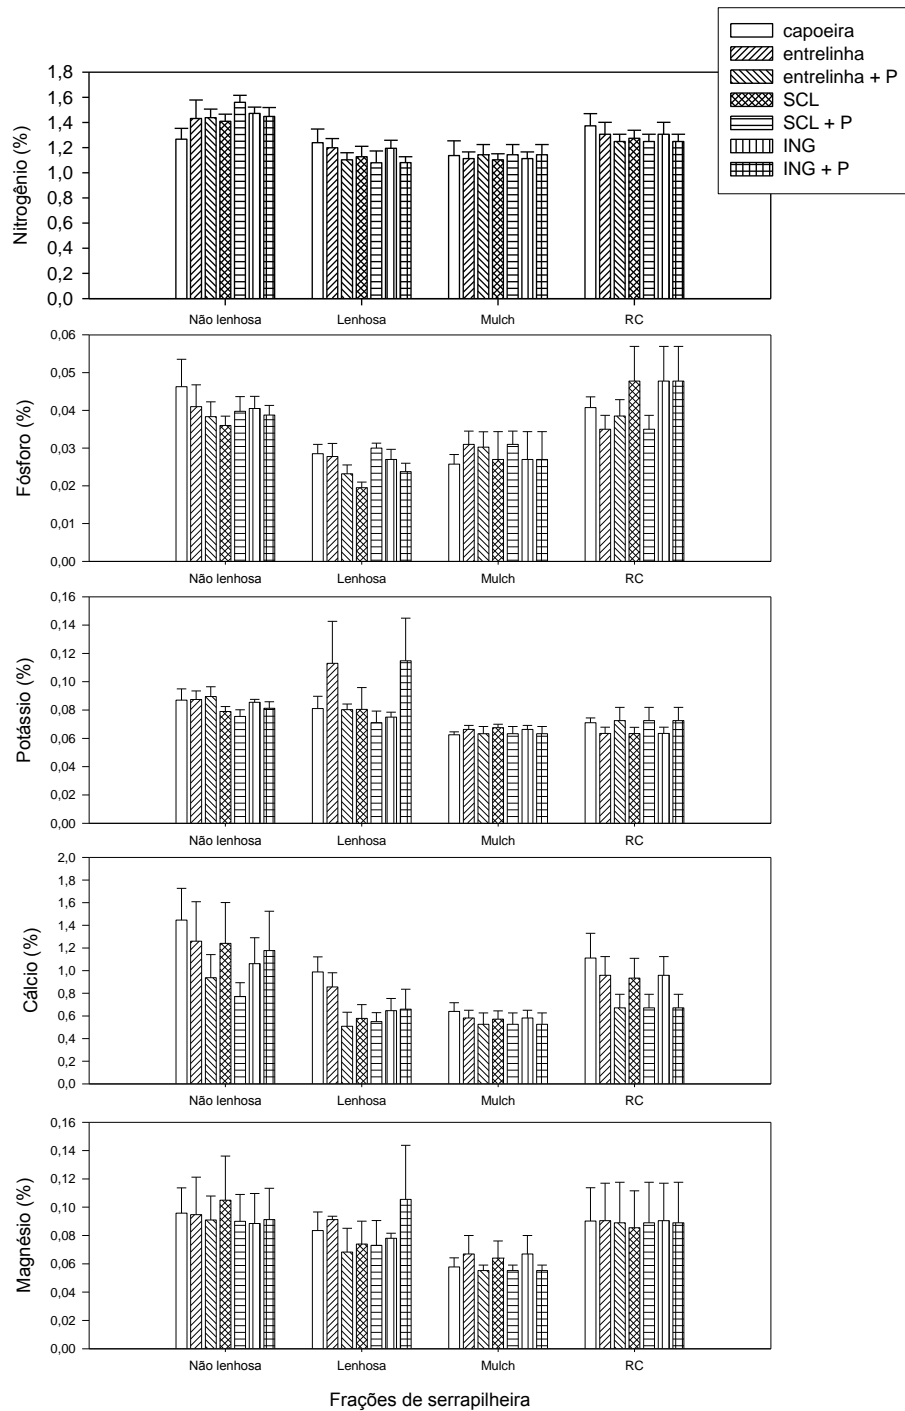 capoeira
entrelinha
entrelinha + P
SCL
SCL + P
ING
ING + P
Nitrogênio (%)
1,8
1,6
1,4
1,2
1,0
0,8
0,6
0,4
0,2
0,0
Não lenhosa Lenhosa Mulch RC
Fósforo (%)
0,06
0,05
0,04
0,03
0,02
0,01
0,00
Não lenhosa Lenhosa Mulch RC
Potássio (%)
0,16
0,14
0,12
0,10
0,08
0,06
0,04
0,02
0,00
Não lenhosa Lenhosa Mulch RC
Cálcio (%)
2,0
1,8
1,6
1,4
1,2
1,0
0,8
0,6
0,4
0,2
0,0
Não lenhosa Lenhosa Mulch RC
Magnésio (%)
0,16
0,14
0,12
0,10
0,08
0,06
0,04
0,02
0,00
Não lenhosa Lenhosa Mulch RC
Frações de serrapilheira